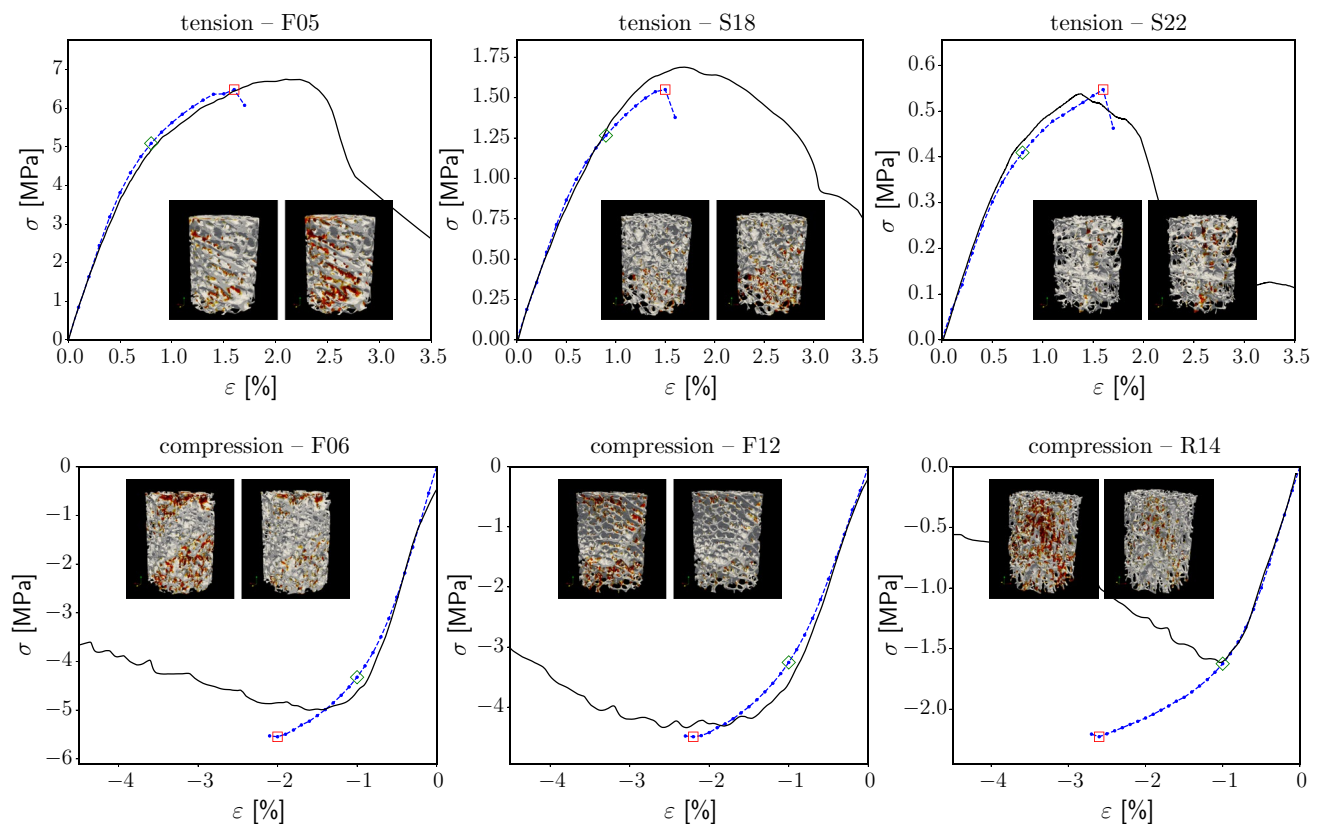 tension – F05
tension – S18
tension – S22
σ [MPa]
7
6
5
4
3
2
1
0
0.0 0.5 1.0 1.5 2.0 2.5 3.0 3.5
ε [%]
σ [MPa]
1.75
1.50
1.25
1.00
0.75
0.50
0.25
0.00
0.0 0.5 1.0 1.5 2.0 2.5 3.0 3.5
ε [%]
σ [MPa]
0.6
0.5
0.4
0.3
0.2
0.1
0.0
0.0 0.5 1.0 1.5 2.0 2.5 3.0 3.5
ε [%]
compression – F06
compression – F12
compression – R14
σ [MPa]
0
−1
−2
−3
−4
−5
−6
−4 −3 −2 −1 0
ε [%]
σ [MPa]
0
−1
−2
−3
−4
−4 −3 −2 −1 0
ε [%]
σ [MPa]
0.0
−0.5
−1.0
−1.5
−2.0
−4 −3 −2 −1 0
ε [%]